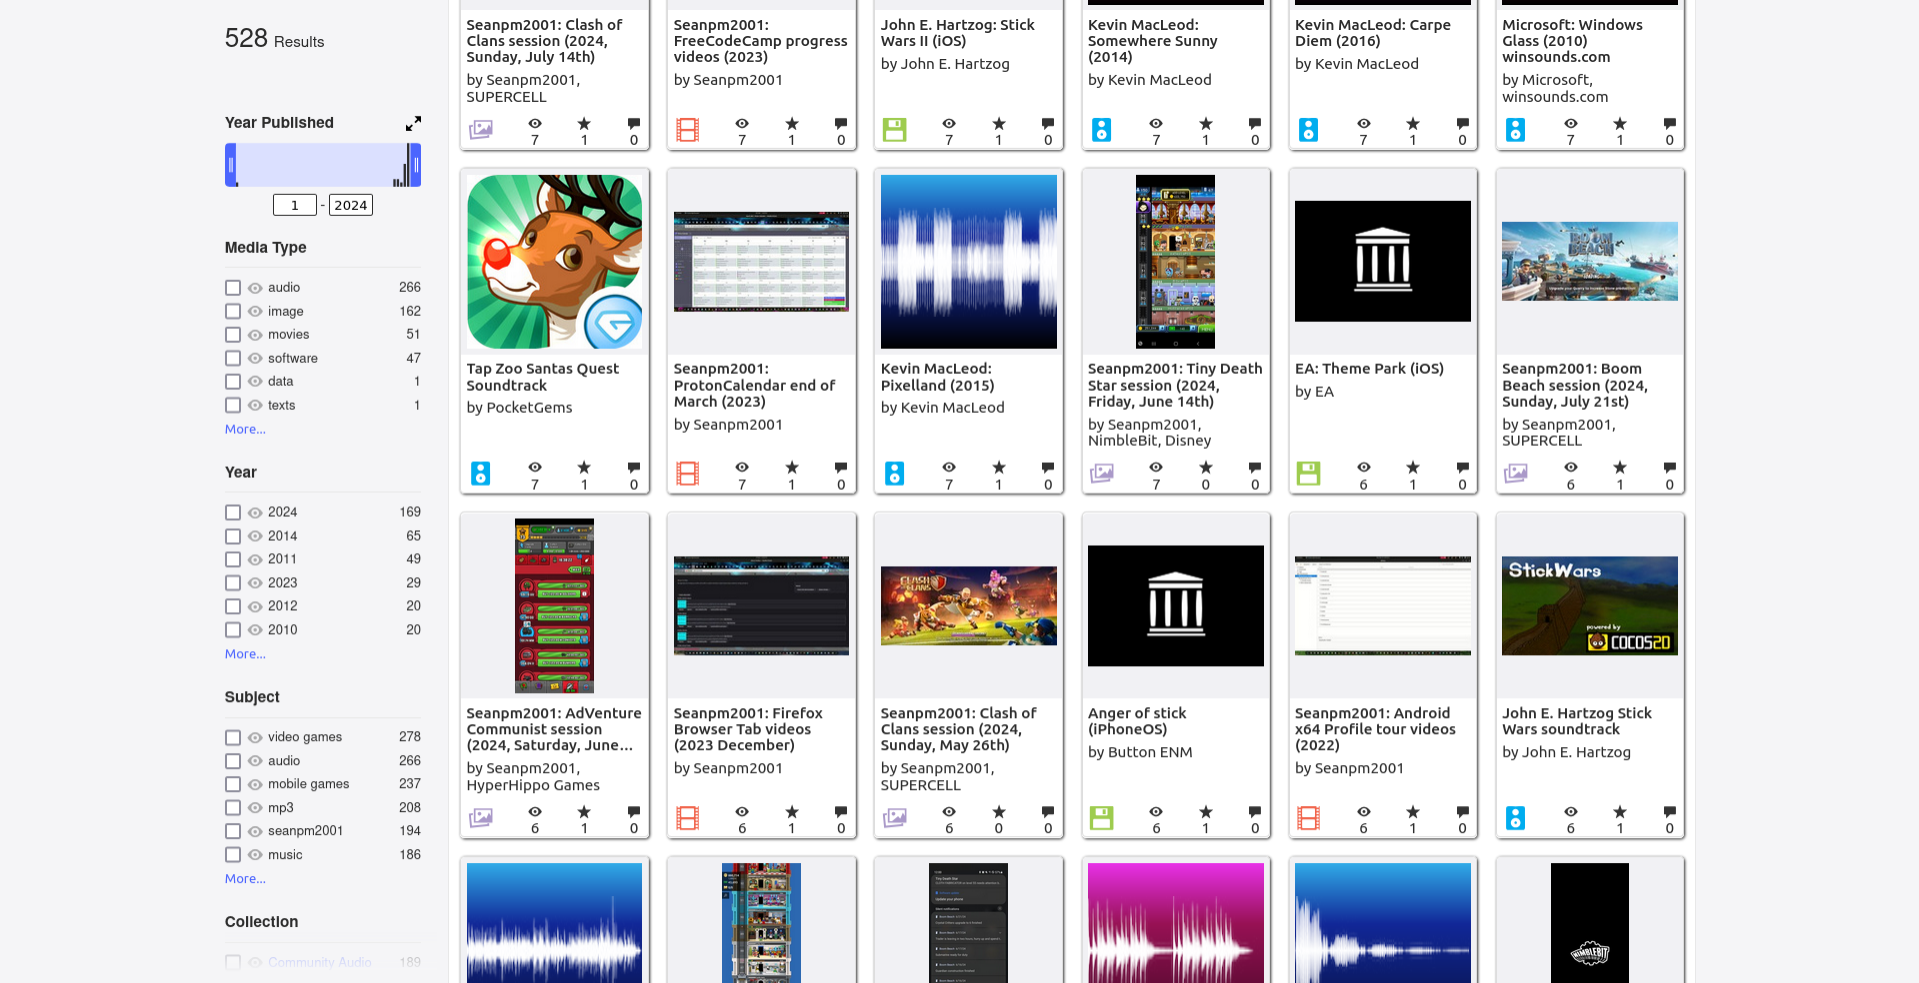 528 Results
Year Published
1 - 2024
Media Type
audio 266
image 162
movies 51
software 47
data 1
texts 1
More...
Year
2024 169
2014 65
2011 49
2023 29
2012 20
2010 20
More...
Subject
video games 278
audio 266
mobile games 237
mp3 208
seanpm2001 194
music 186
More...
Collection
Community Audio 189
Seanpm2001: Clash of
Clans session (2024,
Sunday, July 14th)
by Seanpm2001,
SUPERCELL
7 1 0
Seanpm2001:
FreeCodeCamp progress
videos (2023)
by Seanpm2001
7 1 0
John E. Hartzog: Stick
Wars II (iOS)
by John E. Hartzog
7 1 0
Kevin MacLeod:
Somewhere Sunny
(2014)
by Kevin MacLeod
7 1 0
Kevin MacLeod: Carpe
Diem (2016)
by Kevin MacLeod
7 1 0
Microsoft: Windows
Glass (2010)
winsounds.com
by Microsoft,
winsounds.com
7 1 0
Tap Zoo Santas Quest
Soundtrack
by PocketGems
7 1 0
Seanpm2001:
ProtonCalendar end of
March (2023)
by Seanpm2001
7 1 0
Kevin MacLeod:
Pixelland (2015)
by Kevin MacLeod
7 1 0
Seanpm2001: Tiny Death
Star session (2024,
Friday, June 14th)
by Seanpm2001,
NimbleBit, Disney
7 0 0
EA: Theme Park (iOS)
by EA
6 1 0
BOOM
BEACH
Seanpm2001: Boom
Beach session (2024,
Sunday, July 21st)
by Seanpm2001,
SUPERCELL
6 1 0
Seanpm2001: AdVenture
Communist session
(2024, Saturday, June...
by Seanpm2001,
HyperHippo Games
6 1 0
Seanpm2001: Firefox
Browser Tab videos
(2023 December)
by Seanpm2001
6 1 0
CLASH
CLANS
Seanpm2001: Clash of
Clans session (2024,
Sunday, May 26th)
by Seanpm2001,
SUPERCELL
6 0 0
Anger of stick
(iPhoneOS)
by Button ENM
6 1 0
Seanpm2001: Android
x64 Profile tour videos
(2022)
by Seanpm2001
6 1 0
StickWars
powered by
COCOS2D
John E. Hartzog Stick
Wars soundtrack
by John E. Hartzog
6 1 0
NIMBLEBIT